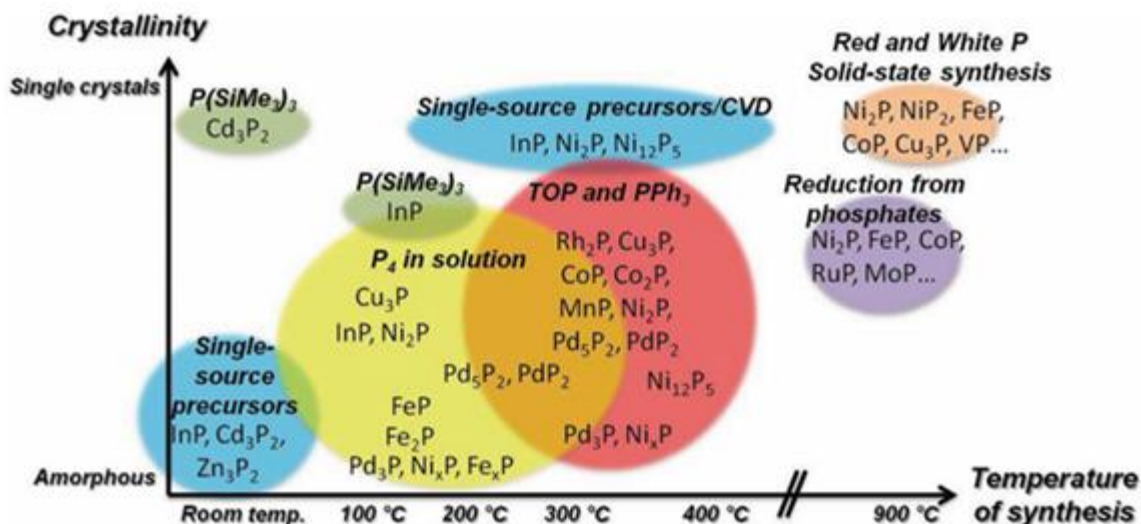 Crystallinity
Single crystals
P(SiMe₃)₃
Cd₃P₂
Single-source precursors/CVD
InP, Ni₂P, Ni₁₂P₅
Red and White P
Solid-state synthesis
Ni₂P, NiP₂, FeP,
CoP, Cu₃P, VP...
P(SiMe₃)₃
InP
TOP and PPh₃
Rh₂P, Cu₃P,
CoP, Co₂P,
MnP, Ni₂P,
Pd₅P₂, PdP₂
Ni₁₂P₅
Pd₃P, NiₓP
Reduction from
phosphates
Ni₂P, FeP, CoP,
RuP, MoP...
P₄ in solution
Cu₃P
InP, Ni₂P
Pd₅P₂, PdP₂
FeP
Fe₂P
Pd₃P, NiₓP, FeₓP
Single-
source
precursors
InP, Cd₃P₂,
Zn₃P₂
Amorphous
Room temp.
100 °C
200 °C
300 °C
400 °C
900 °C
Temperature
of synthesis